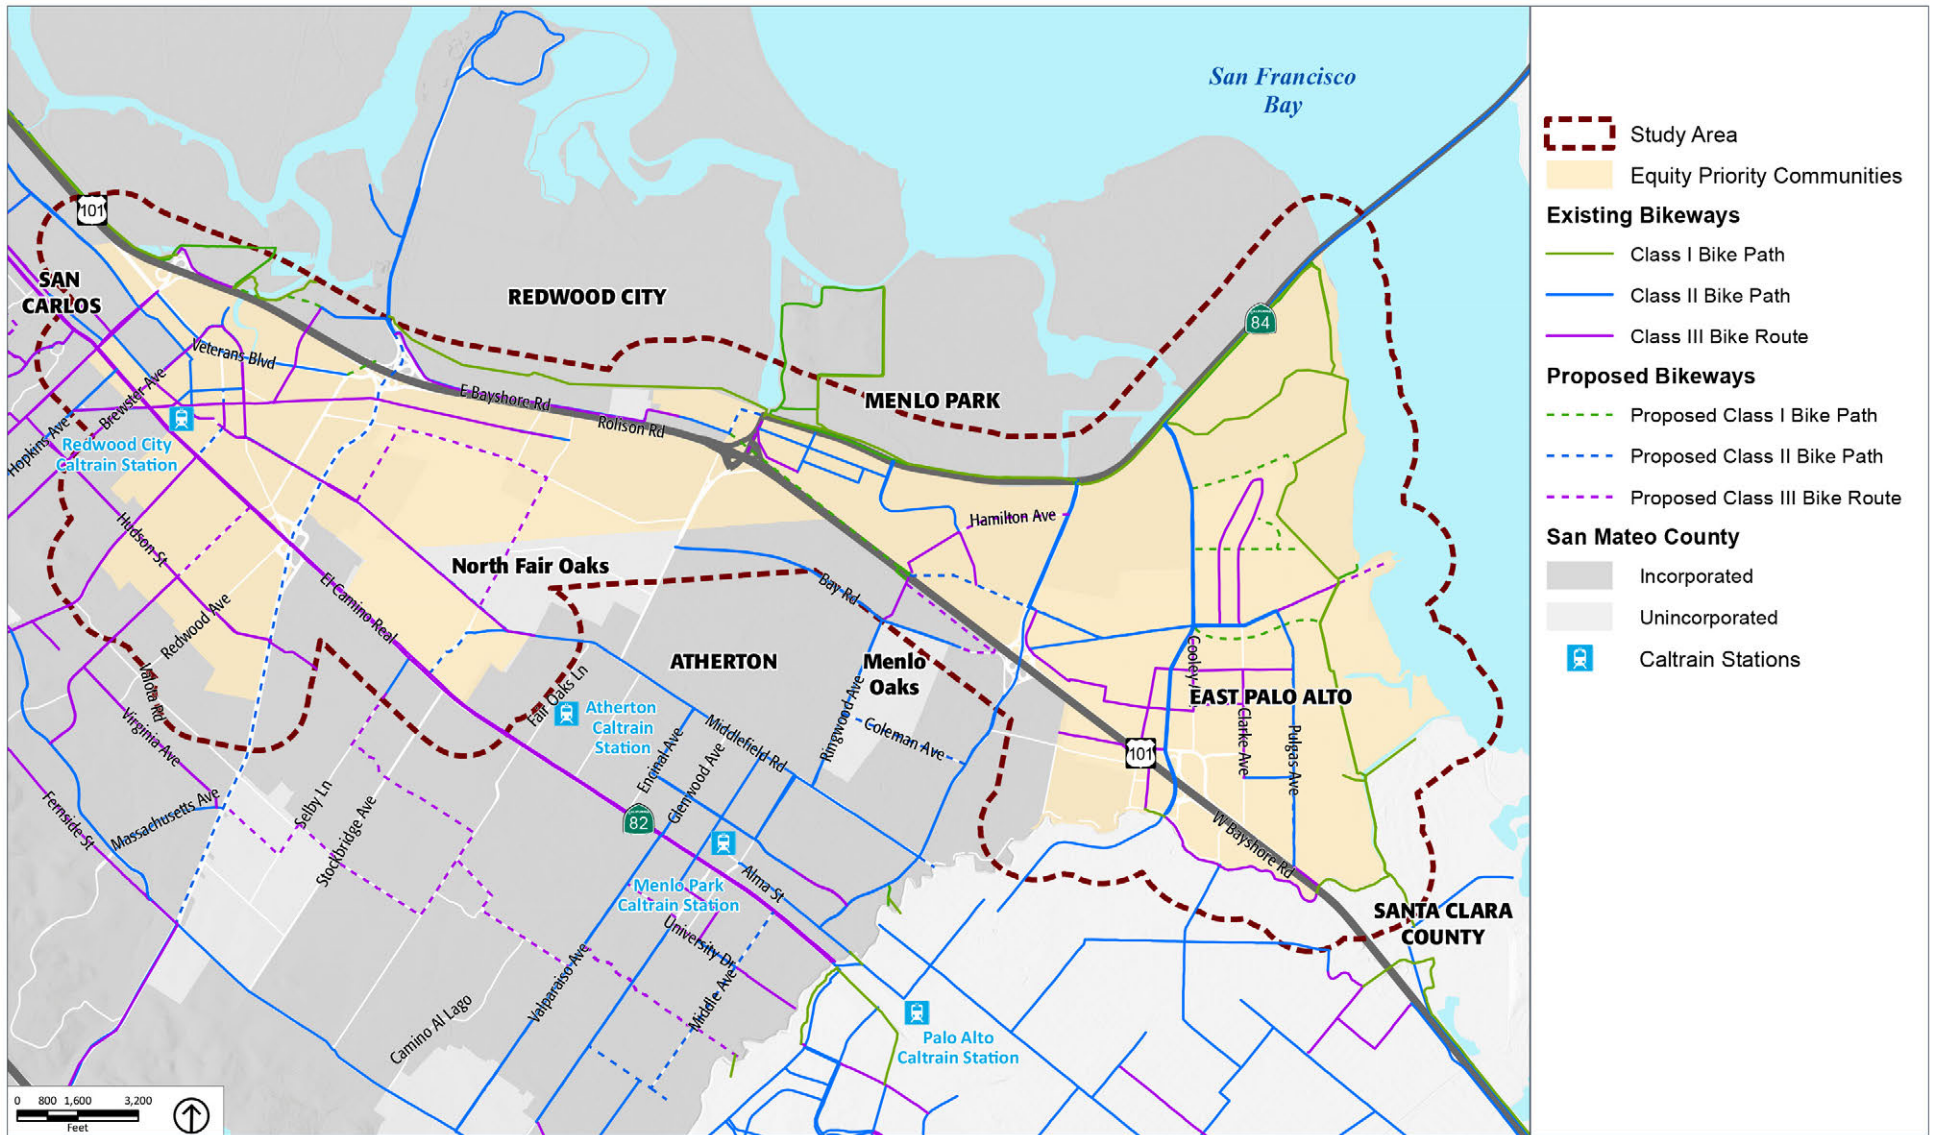 San Francisco
Bay
101
SAN
CARLOS
REDWOOD CITY
84
Veterans Blvd
E Bayshore Rd
MENLO PARK
Brewster Ave
Rolison Rd
Hopkins Ave
Redwood City
Caltrain Station
Hamilton Ave
Hudson St
North Fair Oaks
El Camino Real
Bay Rd
Redwood Ave
ATHERTON
Menlo
Oaks
Cooley
EAST PALO ALTO
Valota Rd
Fair Oaks Ln
Atherton
Caltrain
Station
Virginia Ave
Ringwood Ave
Coleman Ave
Middlefield Rd
Encinal Ave
Glenwood Ave
Clarke Ave
Pulgas Ave
101
Selby Ln
Massachusetts Ave
Fernside St
Stockbridge Ave
82
W Bayshore Rd
Menlo Park
Caltrain Station
Alma St
University Dr
SANTA CLARA
COUNTY
Valparaiso Ave
Middle Ave
Camino Al Lago
Palo Alto
Caltrain Station
0 800 1,600 3,200
Feet
Study Area
Equity Priority Communities
Existing Bikeways
Class I Bike Path
Class II Bike Path
Class III Bike Route
Proposed Bikeways
Proposed Class I Bike Path
Proposed Class II Bike Path
Proposed Class III Bike Route
San Mateo County
Incorporated
Unincorporated
Caltrain Stations